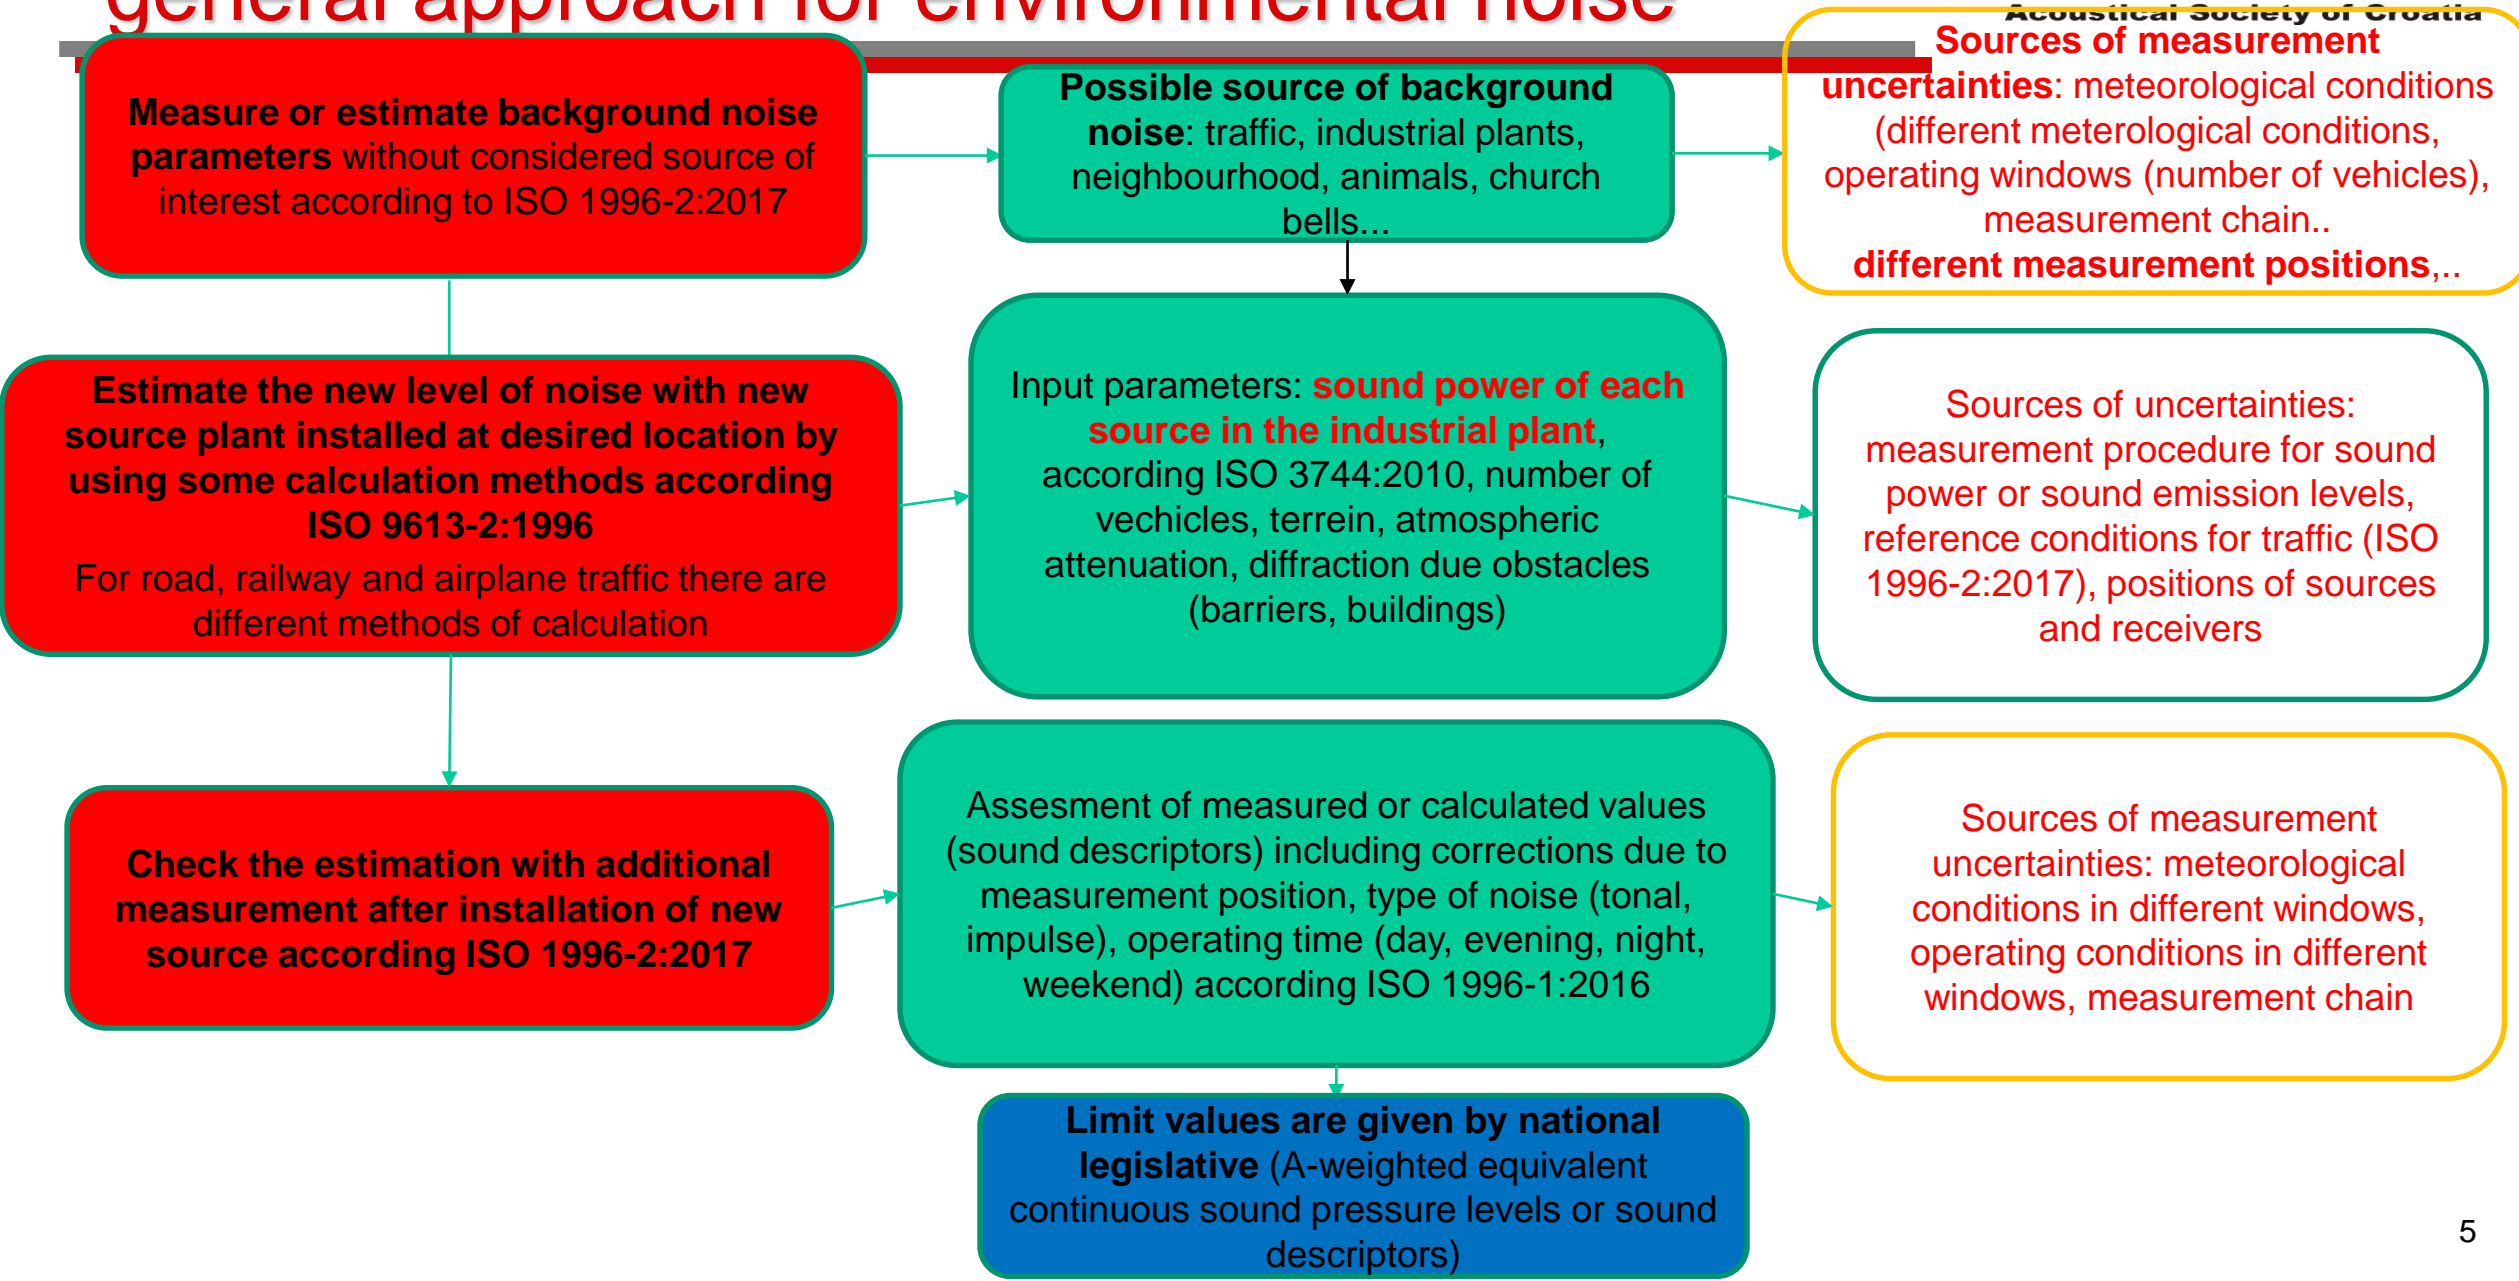 general approach for environmental noise
Acoustical Society of Croatia
Measure or estimate background noise
parameters without considered source of
interest according to ISO 1996-2:2017
Possible source of background
noise: traffic, industrial plants,
neighbourhood, animals, church
bells...
Sources of measurement
uncertainties: meteorological conditions
(different meterological conditions,
operating windows (number of vehicles),
measurement chain..
different measurement positions,..
Estimate the new level of noise with new
source plant installed at desired location by
using some calculation methods according
ISO 9613-2:1996
For road, railway and airplane traffic there are
different methods of calculation
Input parameters: sound power of each
source in the industrial plant,
according ISO 3744:2010, number of
vechicles, terrein, atmospheric
attenuation, diffraction due obstacles
(barriers, buildings)
Sources of uncertainties:
measurement procedure for sound
power or sound emission levels,
reference conditions for traffic (ISO
1996-2:2017), positions of sources
and receivers
Check the estimation with additional
measurement after installation of new
source according ISO 1996-2:2017
Assesment of measured or calculated values
(sound descriptors) including corrections due to
measurement position, type of noise (tonal,
impulse), operating time (day, evening, night,
weekend) according ISO 1996-1:2016
Sources of measurement
uncertainties: meteorological
conditions in different windows,
operating conditions in different
windows, measurement chain
Limit values are given by national
legislative (A-weighted equivalent
continuous sound pressure levels or sound
descriptors)
5